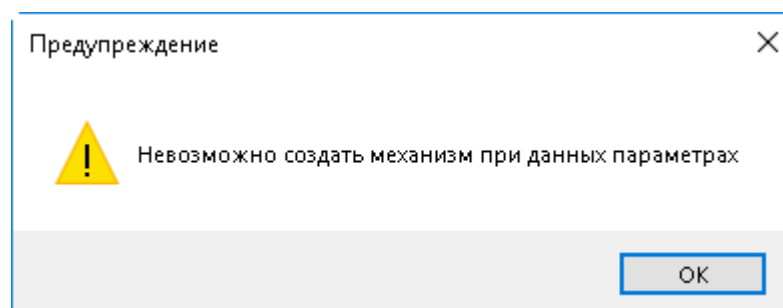 Предупреждение
Невозможно создать механизм при данных параметрах
OK